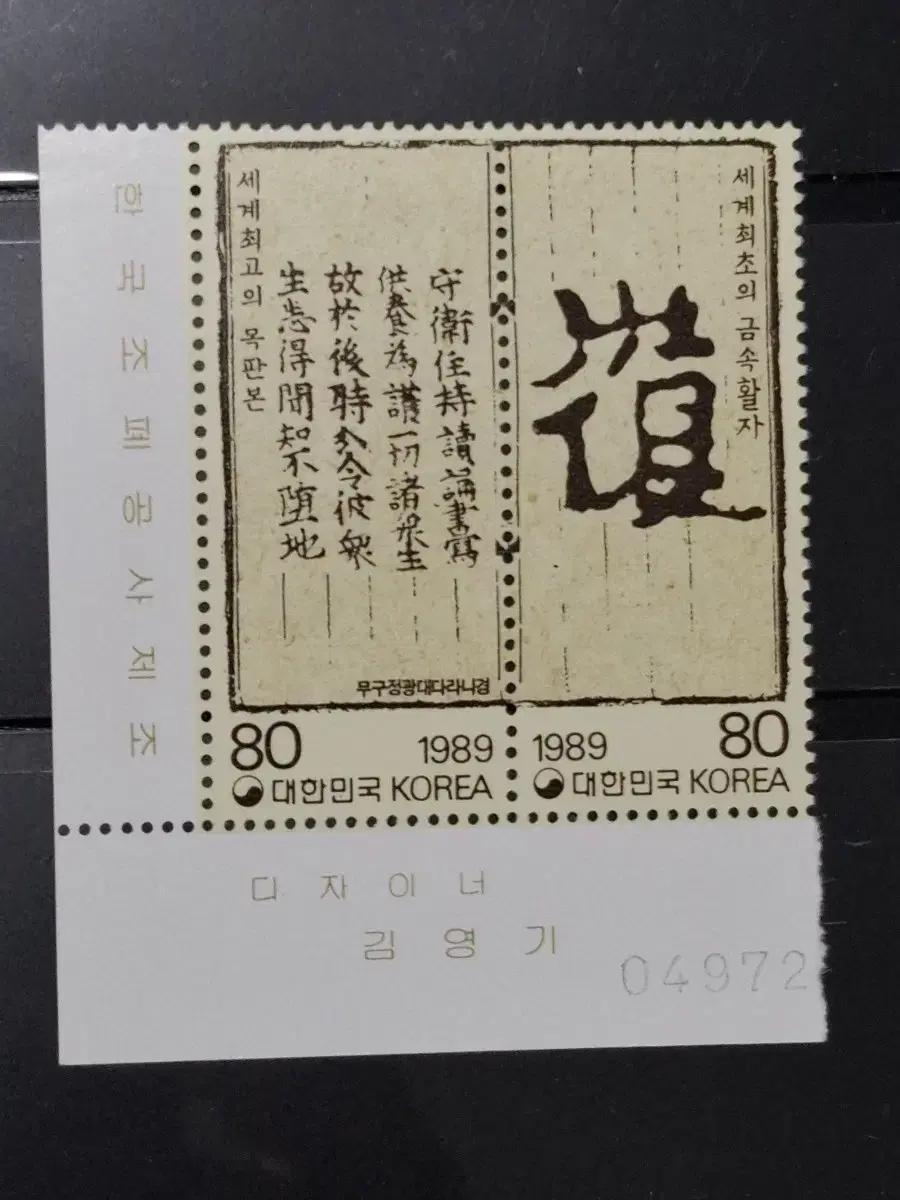 한국조폐공사제조
세계최고의 목판본
守衛住持讀誦書寫
供養為護一切諸衆生
故於後時分令彼衆
生悉得聞知不墮地
무구정광대다라니경
세계최초의 금속활자
㠅
80 1989
대한민국 KOREA
1989 80
대한민국 KOREA
디자이너
김영기
04972